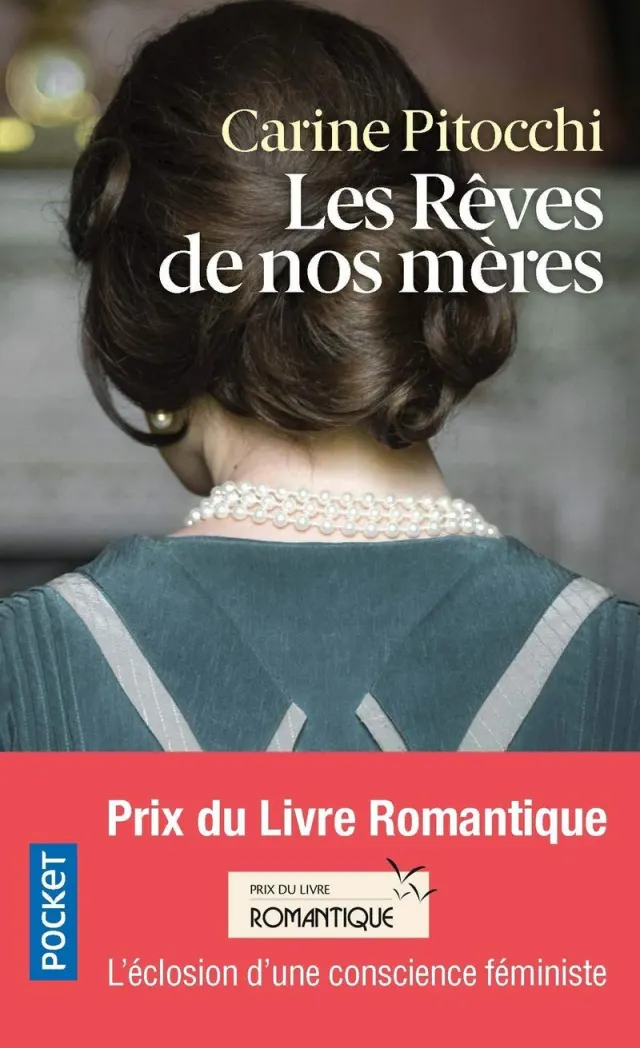 Carine Pitocchi
Les Rêves
de nos mères
Prix du Livre Romantique
POCKET
PRIX DU LIVRE
ROMANTIQUE
L'éclosion d'une conscience féministe